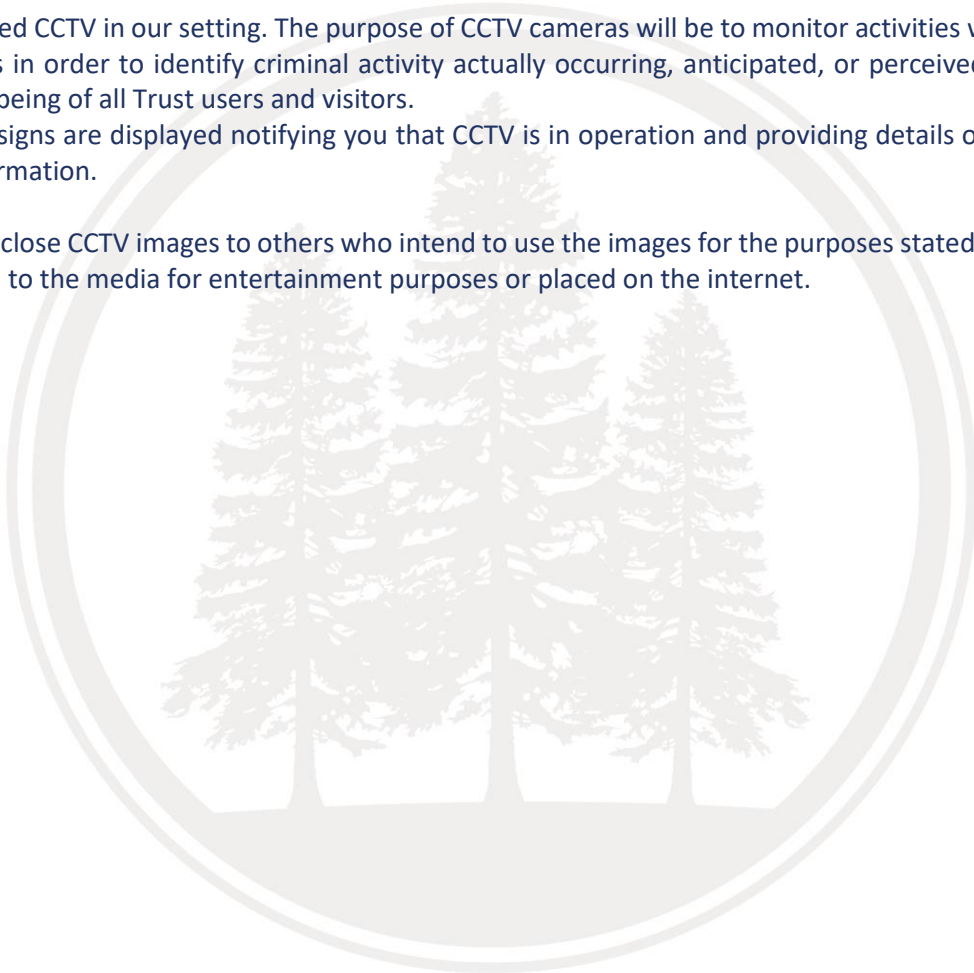 ed CCTV in our setting. The purpose of CCTV cameras will be to monitor activities
s in order to identify criminal activity actually occurring, anticipated, or perceived
being of all Trust users and visitors.
signs are displayed notifying you that CCTV is in operation and providing details
rmation.
close CCTV images to others who intend to use the images for the purposes stated
to the media for entertainment purposes or placed on the internet.